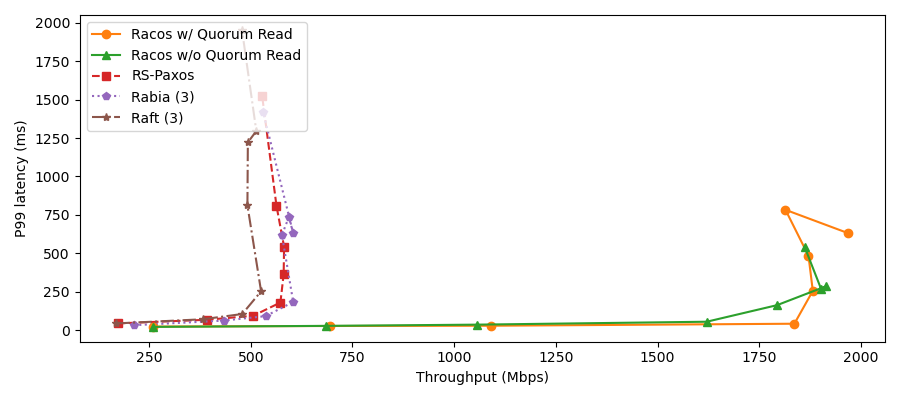 2000
1750
1500
1250
1000
750
500
250
0
P99 latency (ms)
Racos w/ Quorum Read
Racos w/o Quorum Read
RS-Paxos
Rabia (3)
Raft (3)
250 500 750 1000 1250 1500 1750 2000
Throughput (Mbps)